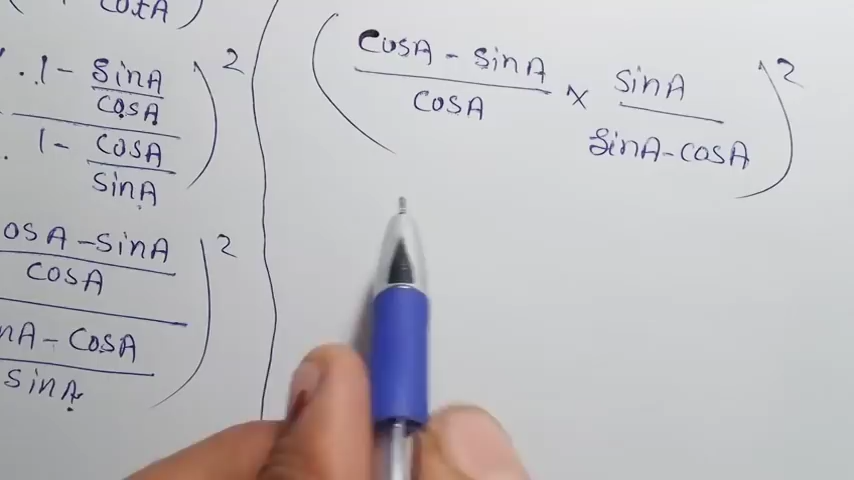 cotA )
. 1 - sinA / cosA )²
. 1 - cosA / sinA
cosA - sinA / cosA )²
nA - cosA / sinA
( cosA - sinA / cosA × sinA / sinA - cosA )²